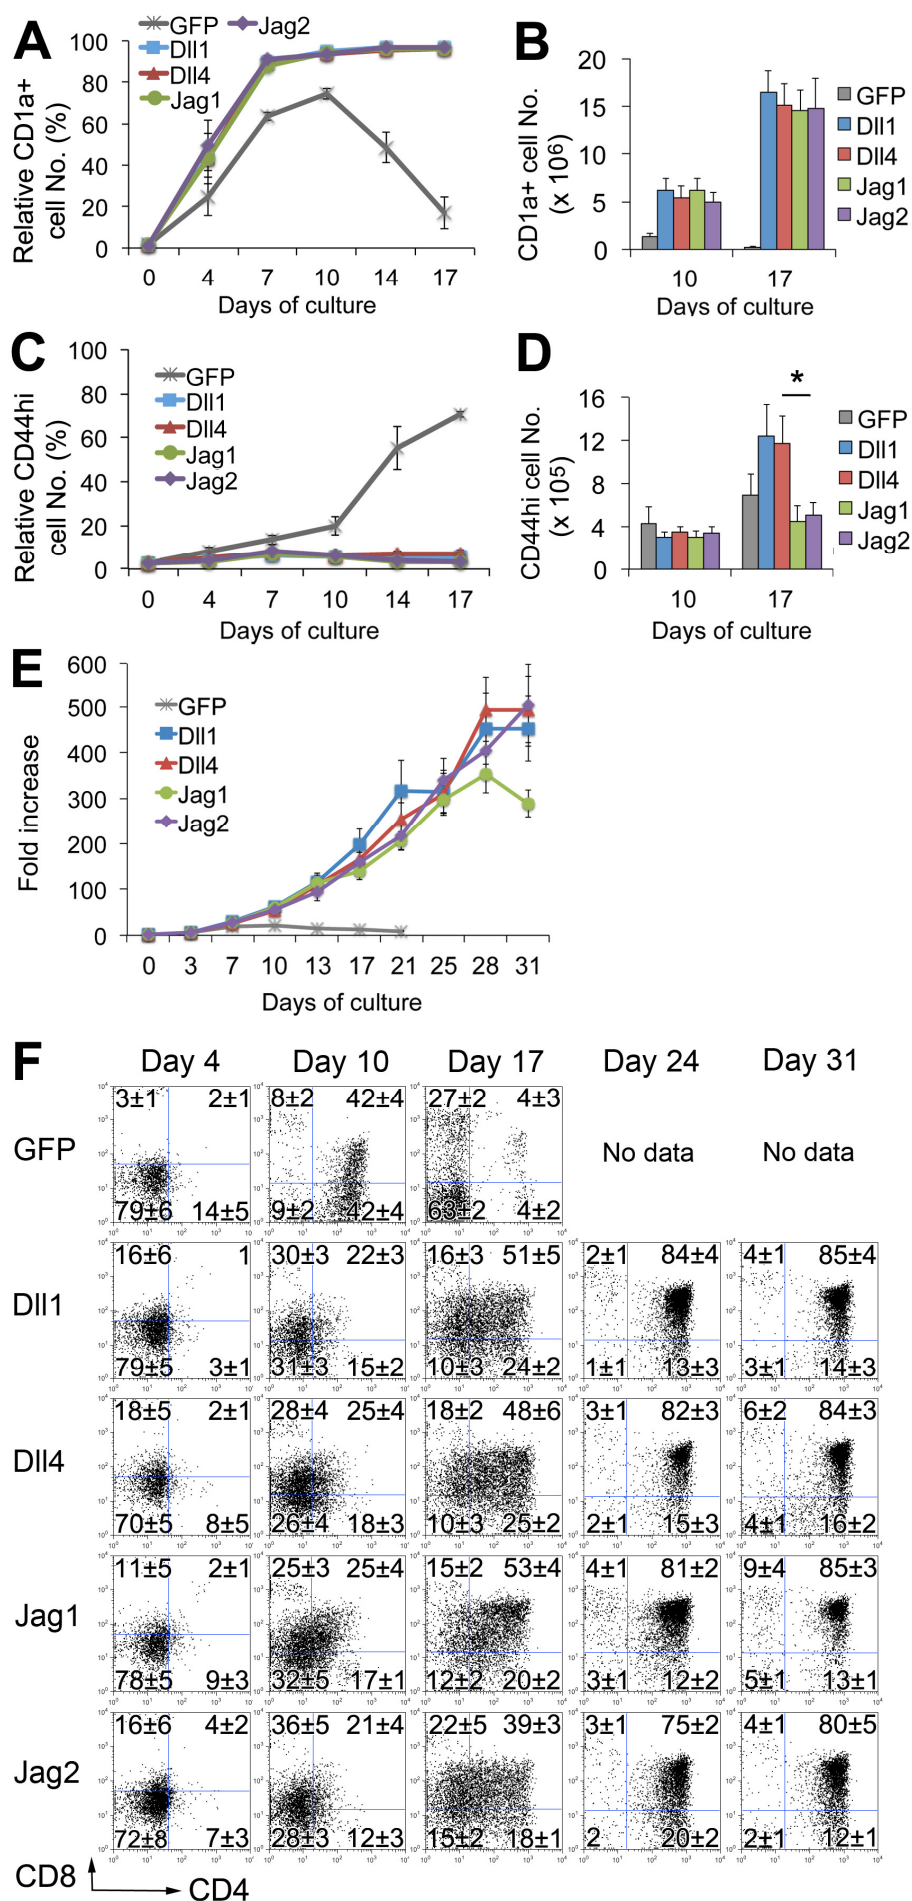 A
GFP Jag2
Dll1
Dll4
Jag1
Relative CD1a+
cell No. (%)
100
80
60
40
20
0
0 4 7 10 14 17
Days of culture
B
CD1a+ cell No.
(x 10⁶)
20
15
10
5
0
10 17
Days of culture
GFP
Dll1
Dll4
Jag1
Jag2
C
Relative CD44hi
cell No. (%)
100
80
60
40
20
0
GFP
Dll1
Dll4
Jag1
Jag2
0 4 7 10 14 17
Days of culture
D
CD44hi cell No.
(x 10⁵)
16
12
8
4
0
*
10 17
Days of culture
GFP
Dll1
Dll4
Jag1
Jag2
E
Fold increase
600
500
400
300
200
100
0
GFP
Dll1
Dll4
Jag1
Jag2
0 3 7 10 13 17 21 25 28 31
Days of culture
F
Day 4 Day 10 Day 17 Day 24 Day 31
GFP
3±1 2±1 8±2 42±4 27±2 4±3
No data No data
79±6 14±5 9±2 42±4 63±2 4±2
Dll1
16±6 1 30±3 22±3 16±3 51±5 2±1 84±4 4±1 85±4
79±5 3±1 31±3 15±2 10±3 24±2 1±1 13±3 3±1 14±3
Dll4
18±5 2±1 28±4 25±4 18±2 48±6 3±1 82±3 6±2 84±3
70±5 8±5 26±4 18±3 10±3 25±2 2±1 15±3 4±1 16±2
Jag1
11±5 2±1 25±3 25±4 15±2 53±4 4±1 81±2 9±4 85±3
78±5 9±3 32±5 17±1 12±2 20±2 3±1 12±2 5±1 13±1
Jag2
16±6 4±2 36±5 21±4 22±5 39±3 3±1 75±2 4±1 80±5
72±8 7±3 28±3 12±3 15±2 18±1 2 20±2 2±1 12±1
CD8
CD4